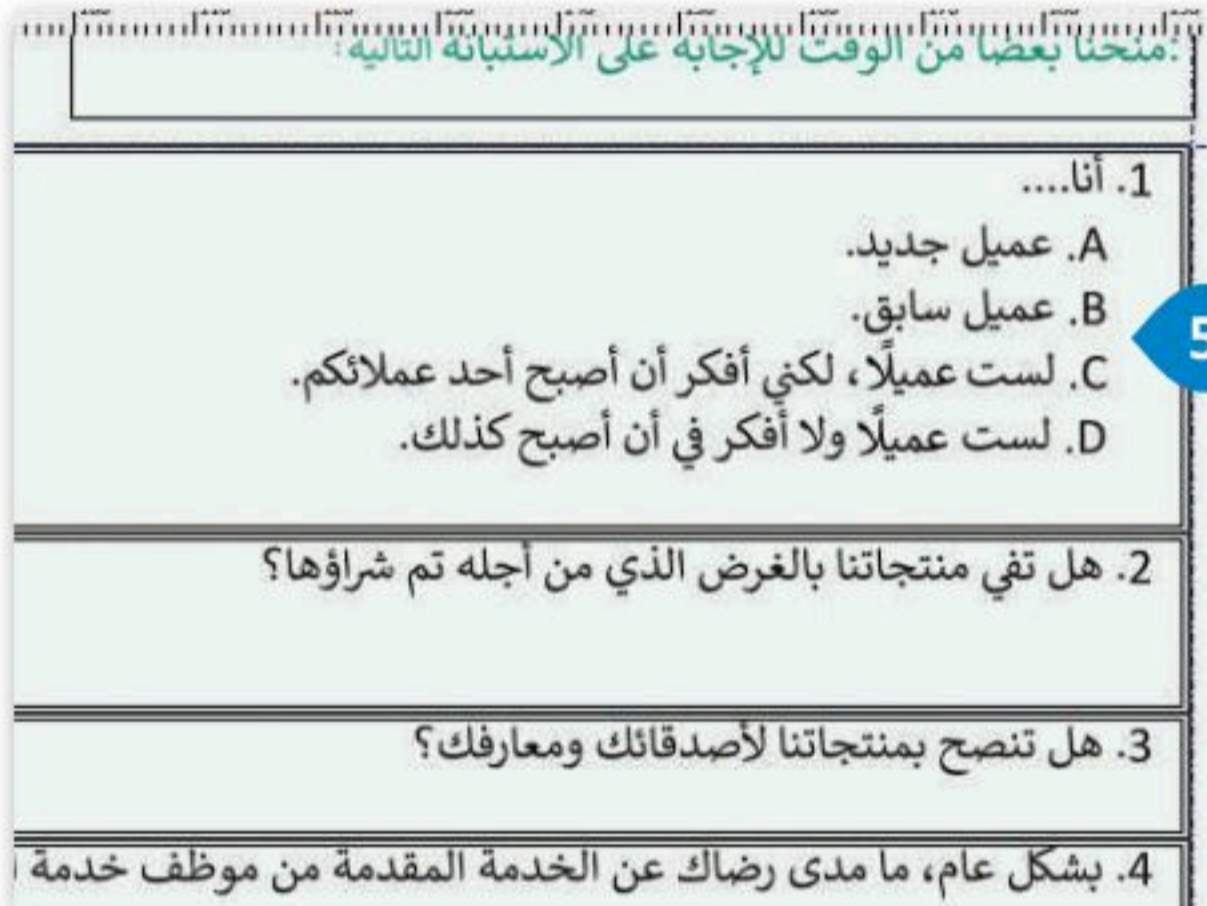 منحنا بعضا من الوقت للإجابة على الاستبانة التالية:
1. أنا....
A. عميل جديد.
B. عميل سابق.
C. لست عميلًا، لكني أفكر أن أصبح أحد عملائكم.
D. لست عميلًا ولا أفكر في أن أصبح كذلك.
5
2. هل تفي منتجاتنا بالغرض الذي من أجله تم شراؤها؟
3. هل تنصح بمنتجاتنا لأصدقائك ومعارفك؟
4. بشكل عام، ما مدى رضاك عن الخدمة المقدمة من موظف خدمة